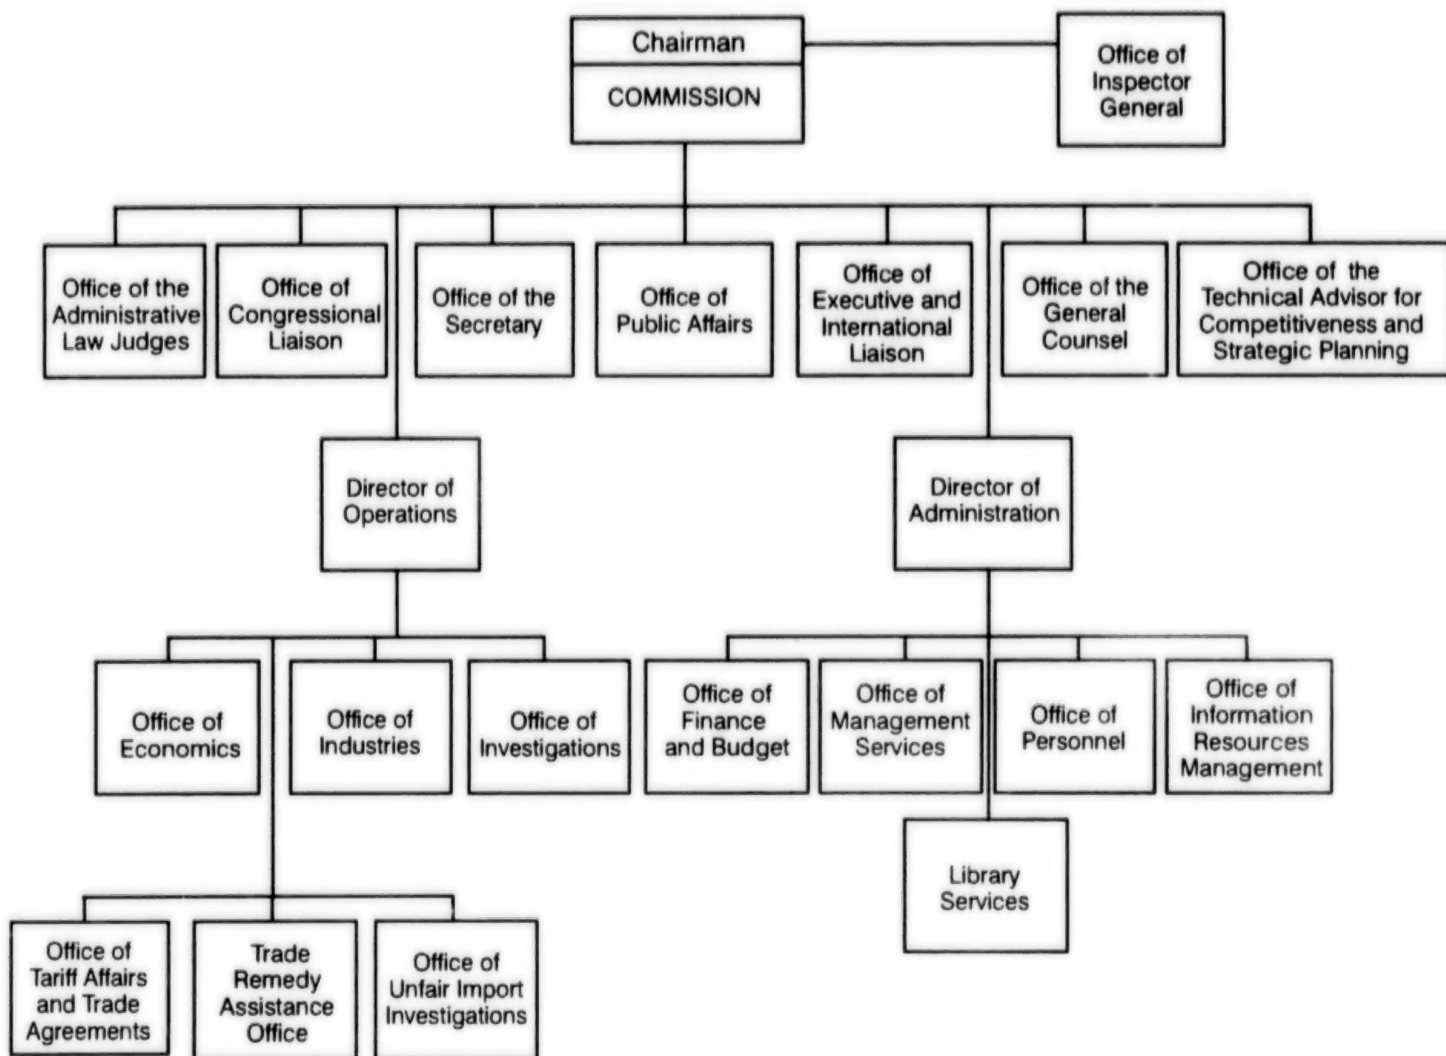 Chairman
COMMISSION
Office of
Inspector
General
Office of the
Administrative
Law Judges
Office of
Congressional
Liaison
Office of the
Secretary
Office of
Public Affairs
Office of
Executive and
International
Liaison
Office of the
General
Counsel
Office of the
Technical Advisor for
Competitiveness and
Strategic Planning
Director of
Operations
Director of
Administration
Office of
Economics
Office of
Industries
Office of
Investigations
Office of
Finance
and Budget
Office of
Management
Services
Office of
Personnel
Office of
Information
Resources
Management
Library
Services
Office of
Tariff Affairs
and Trade
Agreements
Trade
Remedy
Assistance
Office
Office of
Unfair Import
Investigations